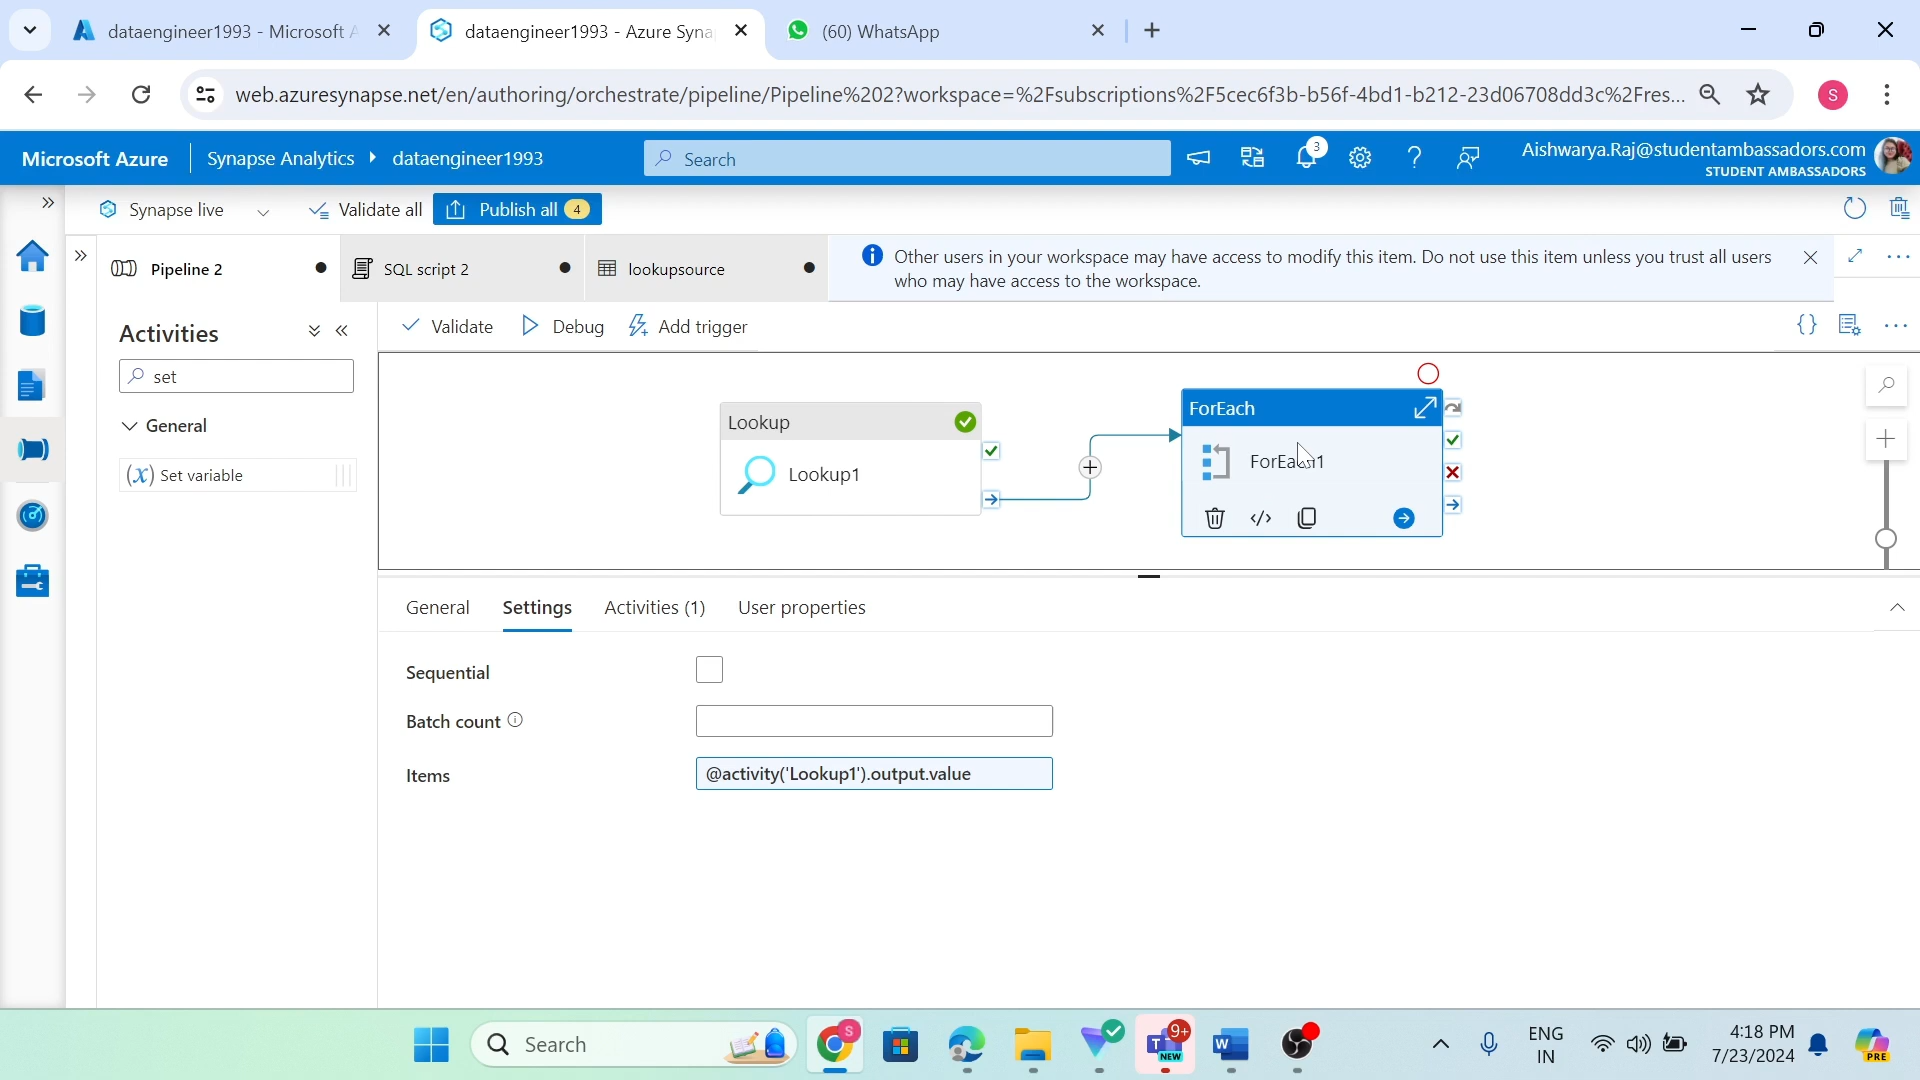 dataengineer1993 - Microsoft A
dataengineer1993 - Azure Syna
(60) WhatsApp
web.azuresynapse.net/en/authoring/orchestrate/pipeline/Pipeline%202?workspace=%2Fsubscriptions%2F5cec6f3b-b56f-4bd1-b212-23d06708dd3c%2Fres...
S
Microsoft Azure
Synapse Analytics
dataengineer1993
Search
3
Aishwarya.Raj@studentambassadors.com
STUDENT AMBASSADORS
Synapse live
Validate all
Publish all 4
Pipeline 2
SQL script 2
lookupsource
Other users in your workspace may have access to modify this item. Do not use this item unless you trust all users
who may have access to the workspace.
Activities
set
General
(x) Set variable
Validate
Debug
Add trigger
Lookup
Lookup1
ForEach
ForEach1
General
Settings
Activities (1)
User properties
Sequential
Batch count
Items
@activity('Lookup1').output.value
Search
S
9+
NEW
ENG
IN
4:18 PM
7/23/2024
PRE